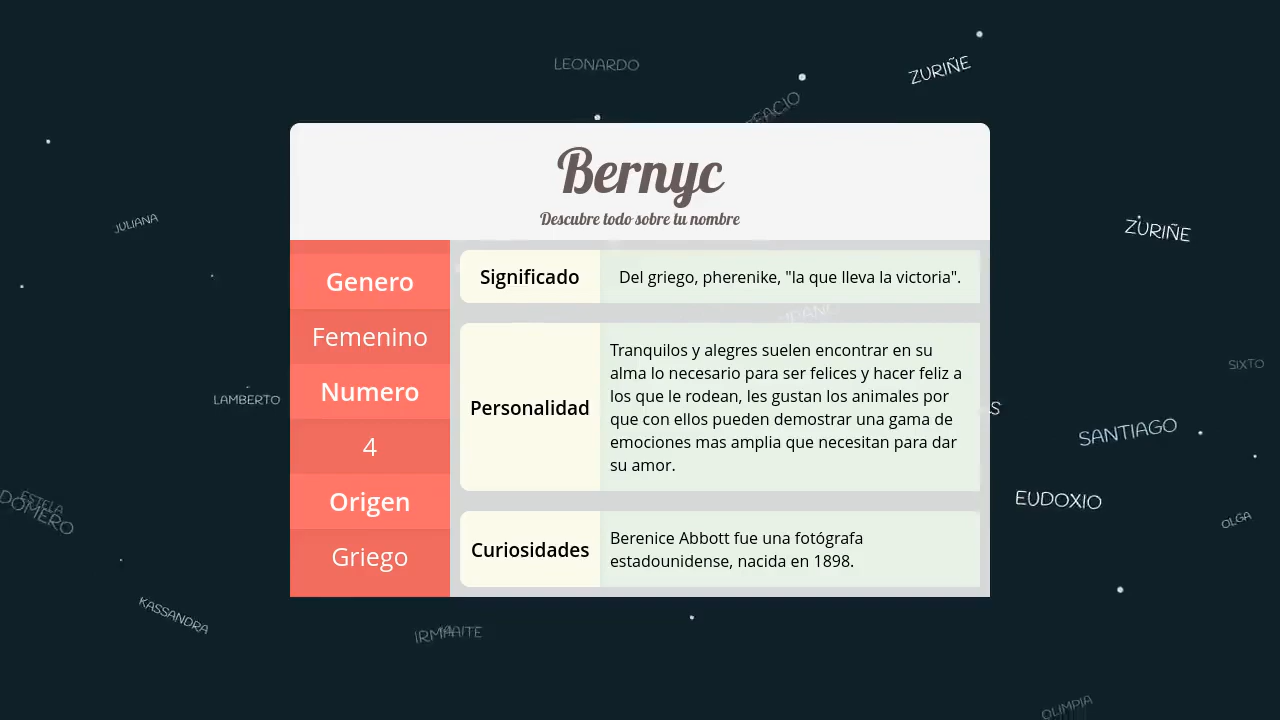 LEONARDO
ZURIÑE
Bernyc
Descubre todo sobre tu nombre
JULIANA
ZURIÑE
Genero
Femenino
Numero
4
Origen
Griego
Significado
Del griego, pherenike, "la que lleva la victoria".
Personalidad
Tranquilos y alegres suelen encontrar en su
alma lo necesario para ser felices y hacer feliz a
los que le rodean, les gustan los animales por
que con ellos pueden demostrar una gama de
emociones mas amplia que necesitan para dar
su amor.
Curiosidades
Berenice Abbott fue una fotógrafa
estadounidense, nacida en 1898.
SIXTO
LAMBERTO
SANTIAGO
ESTELA
EUDOXIO
OLGA
KASSANDRA
OLIMPIA